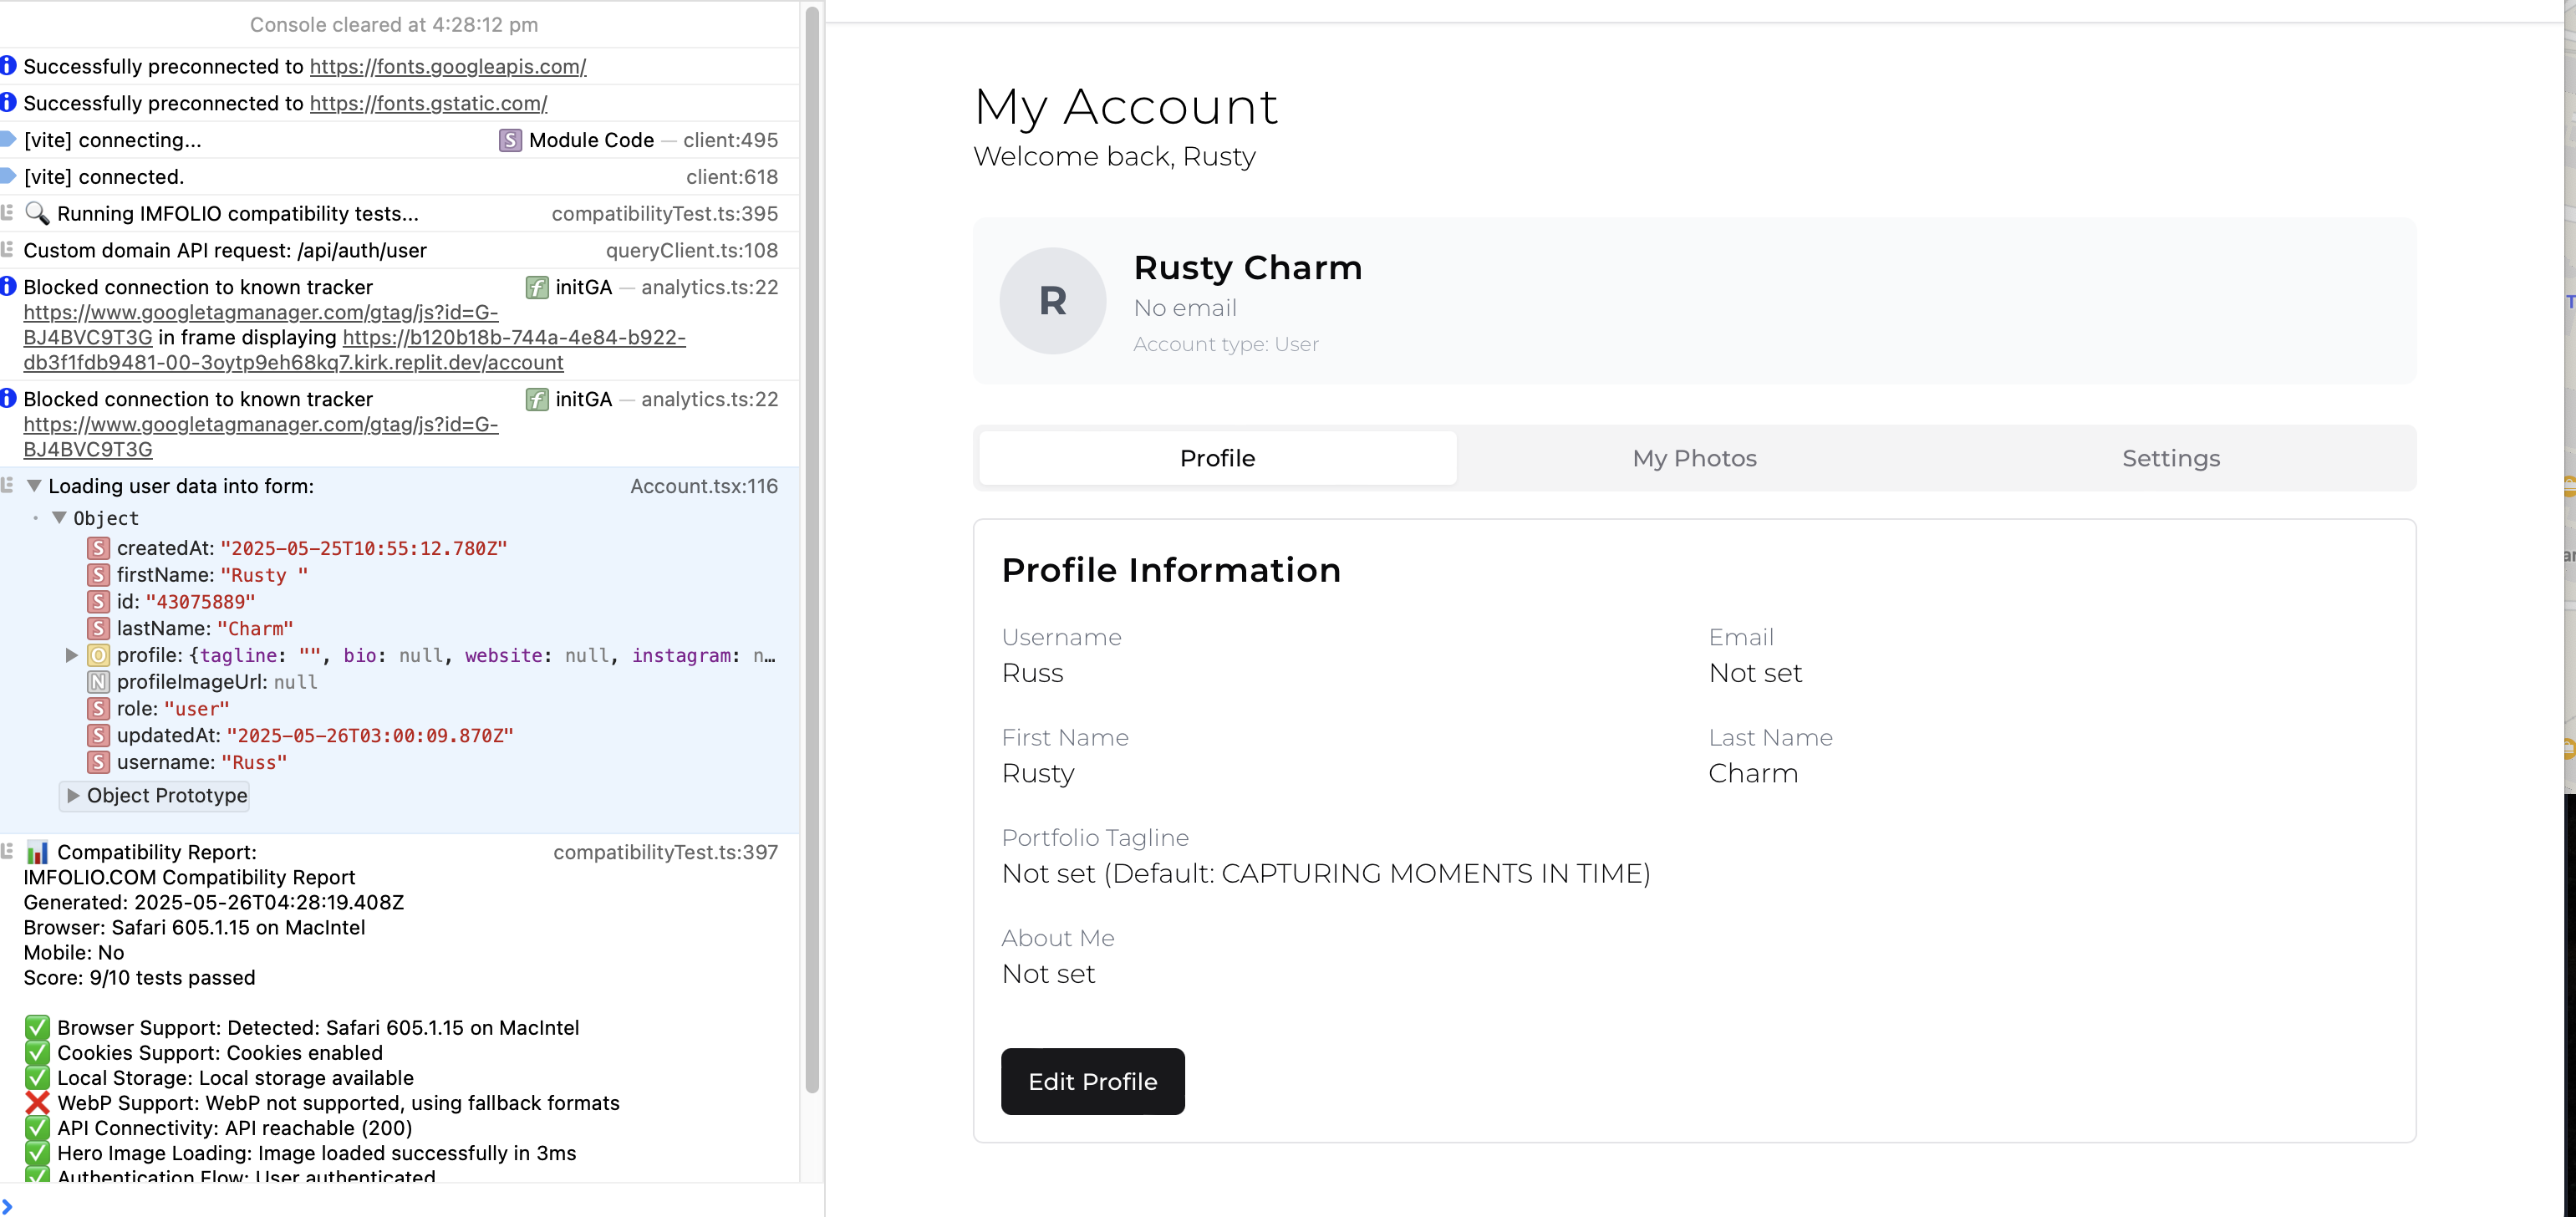 Console cleared at 4:28:12 pm
Successfully preconnected to https://fonts.googleapis.com/
Successfully preconnected to https://fonts.gstatic.com/
[vite] connecting... S Module Code — client:495
[vite] connected. client:618
🔍 Running IMFOLIO compatibility tests... compatibilityTest.ts:395
Custom domain API request: /api/auth/user queryClient.ts:108
Blocked connection to known tracker f initGA — analytics.ts:22
https://www.googletagmanager.com/gtag/js?id=G-
BJ4BVC9T3G in frame displaying https://b120b18b-744a-4e84-b922-
db3f1fdb9481-00-3oytp9eh68kq7.kirk.replit.dev/account
Blocked connection to known tracker f initGA — analytics.ts:22
https://www.googletagmanager.com/gtag/js?id=G-
BJ4BVC9T3G
Loading user data into form: Account.tsx:116
Object
S createdAt: "2025-05-25T10:55:12.780Z"
S firstName: "Rusty "
S id: "43075889"
S lastName: "Charm"
O profile: {tagline: "", bio: null, website: null, instagram: n…
N profileImageUrl: null
S role: "user"
S updatedAt: "2025-05-26T03:00:09.870Z"
S username: "Russ"
Object Prototype
📊 Compatibility Report: compatibilityTest.ts:397
IMFOLIO.COM Compatibility Report
Generated: 2025-05-26T04:28:19.408Z
Browser: Safari 605.1.15 on MacIntel
Mobile: No
Score: 9/10 tests passed
✅ Browser Support: Detected: Safari 605.1.15 on MacIntel
✅ Cookies Support: Cookies enabled
✅ Local Storage: Local storage available
❌ WebP Support: WebP not supported, using fallback formats
✅ API Connectivity: API reachable (200)
✅ Hero Image Loading: Image loaded successfully in 3ms
✅ Authentication Flow: User authenticated
My Account
Welcome back, Rusty
R
Rusty Charm
No email
Account type: User
Profile
My Photos
Settings
Profile Information
Username
Russ
Email
Not set
First Name
Rusty
Last Name
Charm
Portfolio Tagline
Not set (Default: CAPTURING MOMENTS IN TIME)
About Me
Not set
Edit Profile